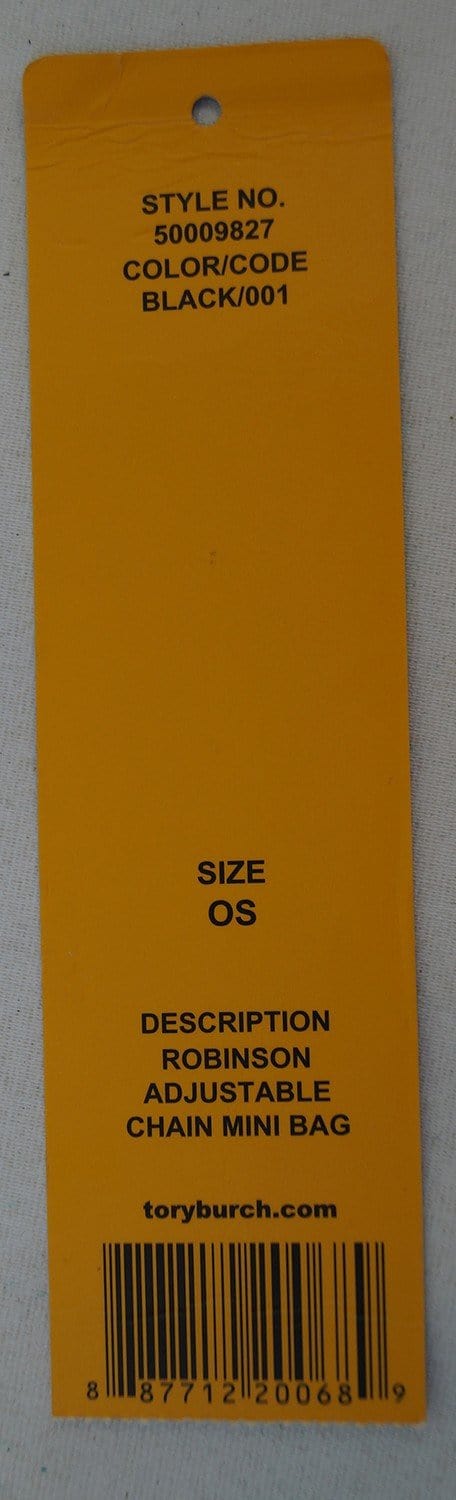 STYLE NO.
50009827
COLOR/CODE
BLACK/001
SIZE
OS
DESCRIPTION
ROBINSON
ADJUSTABLE
CHAIN MINI BAG
toryburch.com
8 87712 20068 9